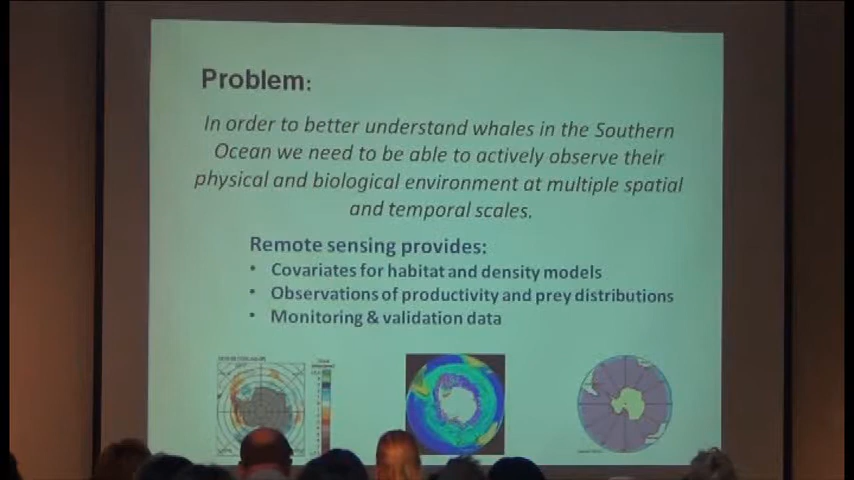 Problem:
In order to better understand whales in the Southern
Ocean we need to be able to actively observe their
physical and biological environment at multiple spatial
and temporal scales.
Remote sensing provides:
• Covariates for habitat and density models
• Observations of productivity and prey distributions
• Monitoring & validation data